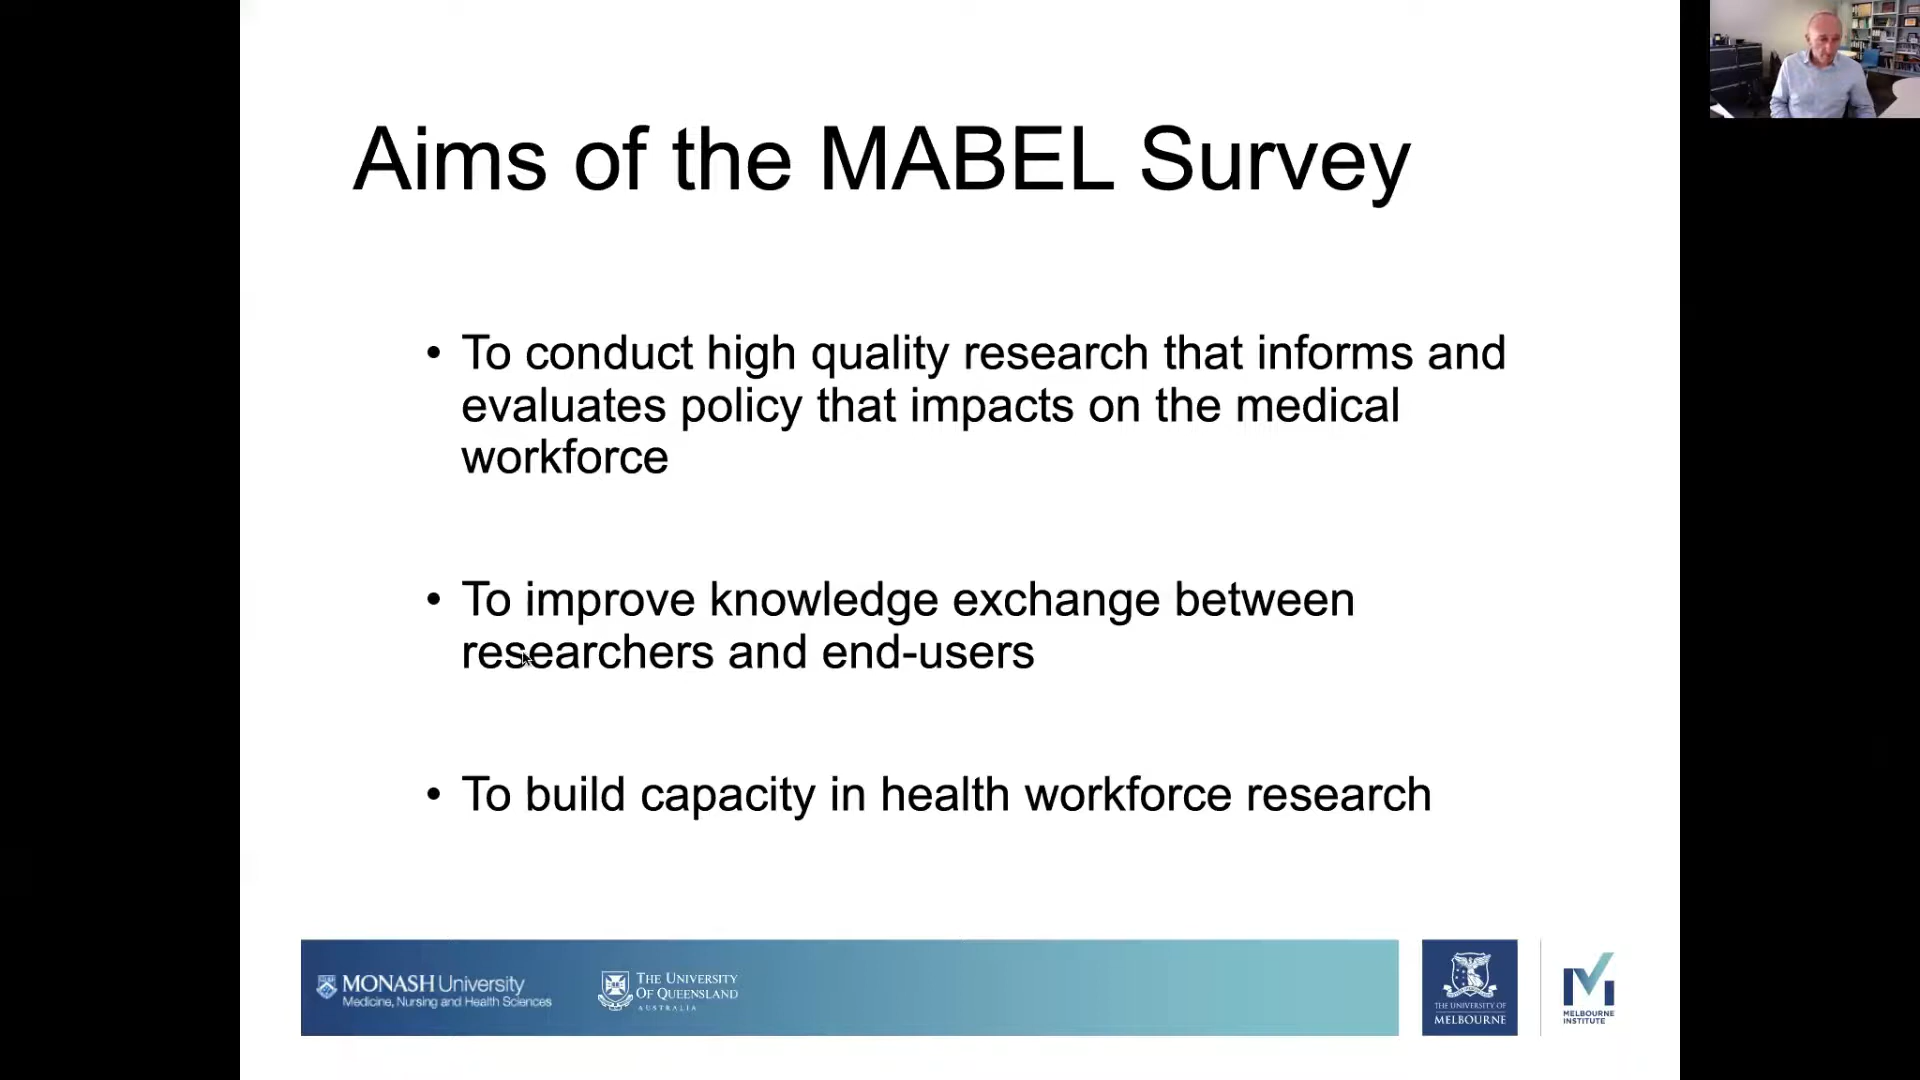 Aims of the MABEL Survey
• To conduct high quality research that informs and
evaluates policy that impacts on the medical
workforce
• To improve knowledge exchange between
researchers and end-users
• To build capacity in health workforce research
MONASH University
Medicine, Nursing and Health Sciences
THE UNIVERSITY
OF QUEENSLAND
AUSTRALIA
THE UNIVERSITY OF
MELBOURNE
MELBOURNE
INSTITUTE